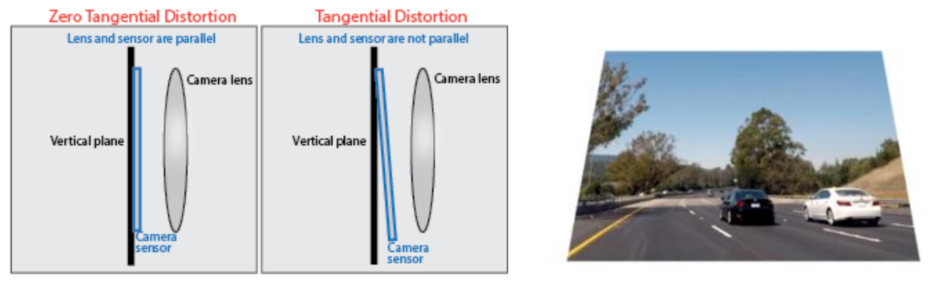 Zero Tangential Distortion
Lens and sensor are parallel
Camera lens
Vertical plane
Camera
sensor
Tangential Distortion
Lens and sensor are not parallel
Camera lens
Vertical plane
Camera
sensor